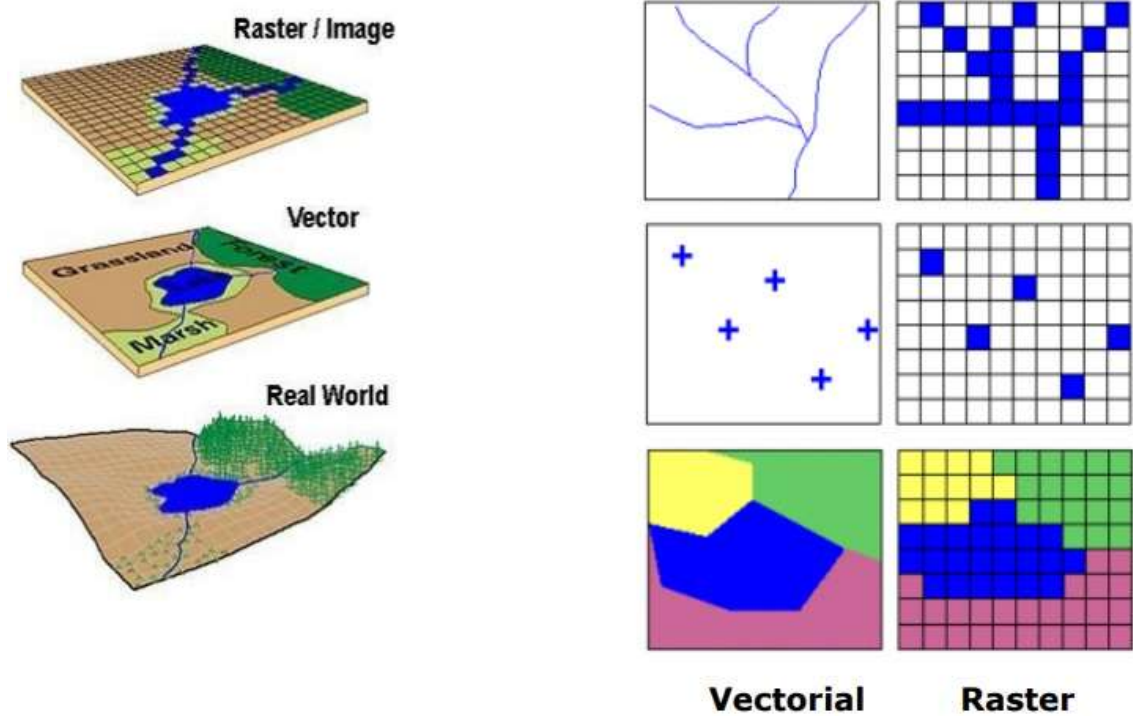 Raster / Image
Vector
Grassland
Forest
Marsh
Real World
Vectorial
Raster